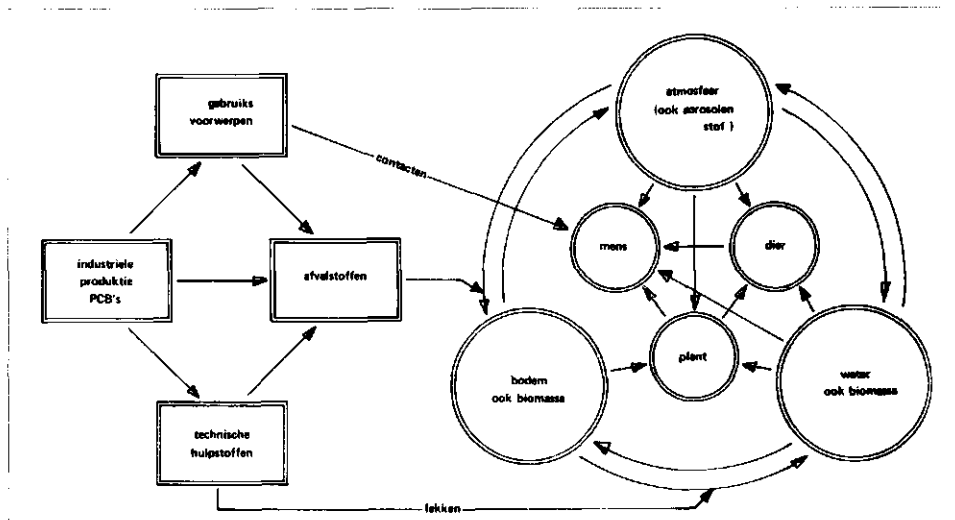 gebruiks
voorwerpen
atmosfeer
(ook aerosolen
stof )
contacten
mens
dier
industriele
produktie
PCB's
afvalstoffen
plant
bodem
ook biomassa
water
ook biomassa
technische
hulpstoffen
lekken